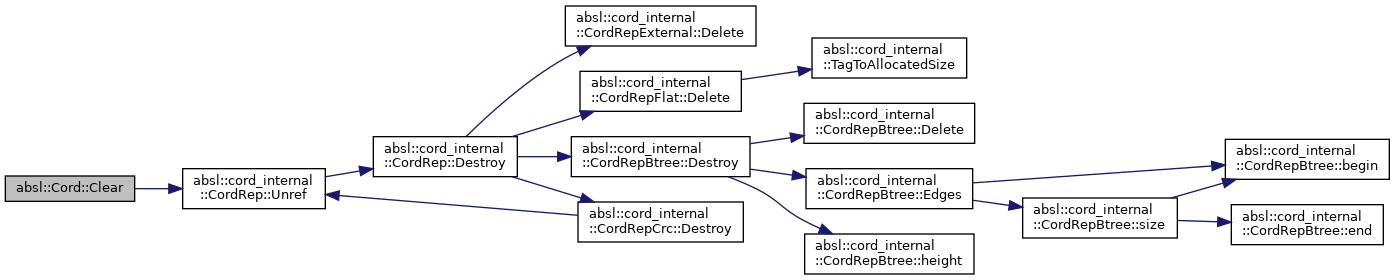 absl::cord_internal
::CordRepExternal::Delete
absl::cord_internal
::TagToAllocatedSize
absl::cord_internal
::CordRepFlat::Delete
absl::cord_internal
::CordRepBtree::Delete
absl::cord_internal
::CordRep::Destroy
absl::cord_internal
::CordRepBtree::Destroy
absl::cord_internal
::CordRepBtree::begin
absl::Cord::Clear
absl::cord_internal
::CordRep::Unref
absl::cord_internal
::CordRepBtree::Edges
absl::cord_internal
::CordRepCrc::Destroy
absl::cord_internal
::CordRepBtree::size
absl::cord_internal
::CordRepBtree::end
absl::cord_internal
::CordRepBtree::height